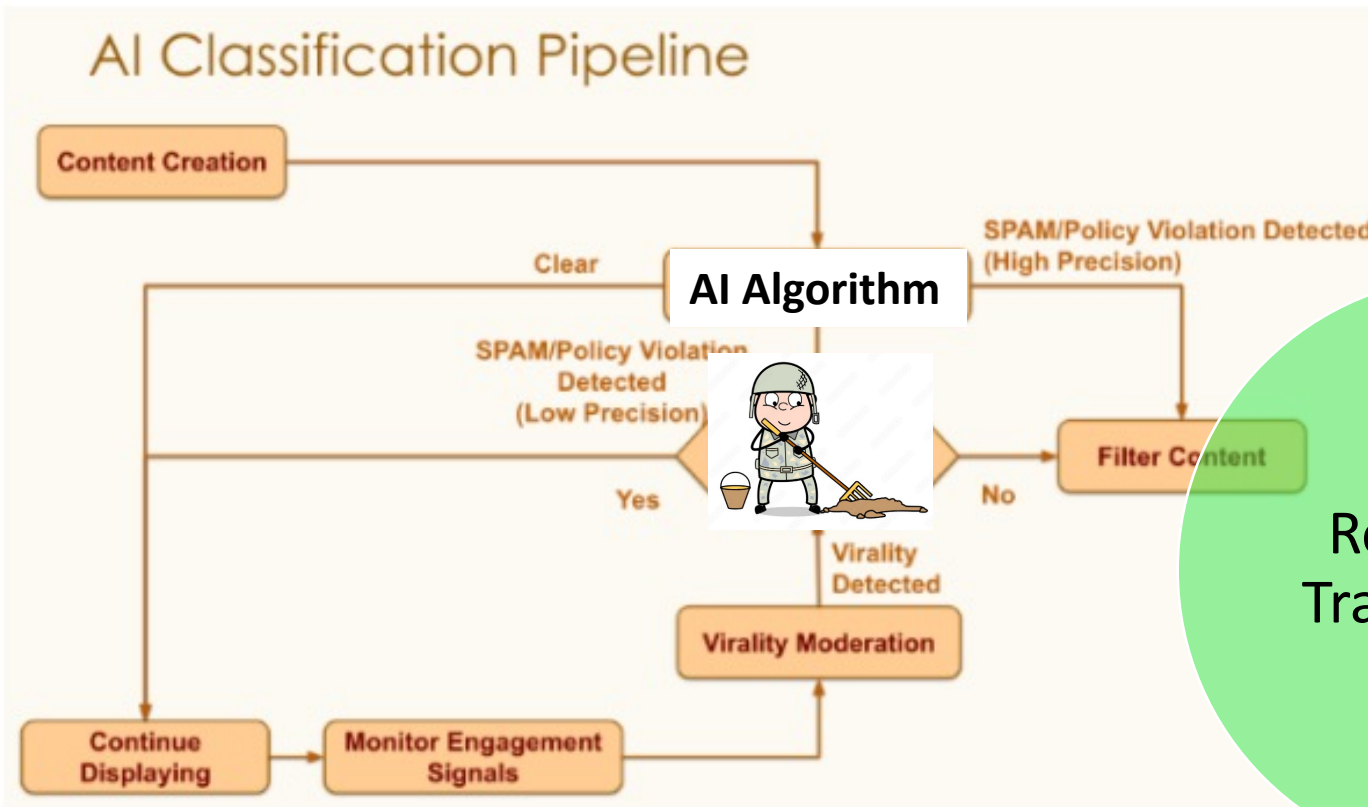 AI Classification Pipeline
Content Creation
SPAM/Policy Violation Detected
(High Precision)
Clear
AI Algorithm
SPAM/Policy Violation
Detected
(Low Precision)
Filter Content
Yes
No
Virality
Detected
Virality Moderation
Continue
Displaying
Monitor Engagement
Signals